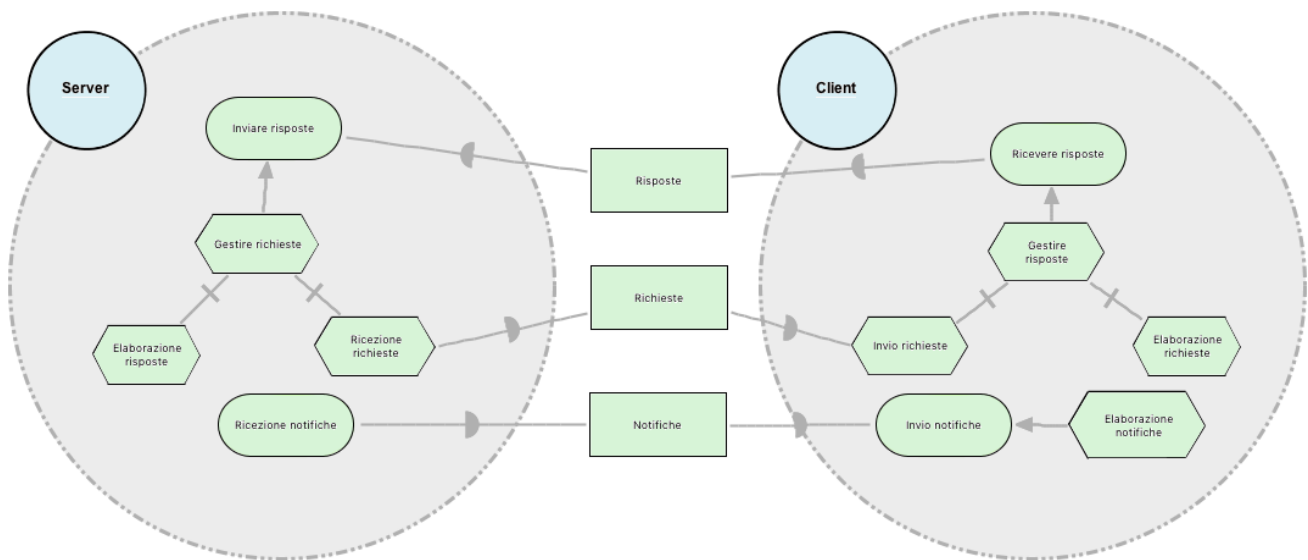 Server
Client
Inviare risposte
Ricevere risposte
Risposte
Gestire richieste
Gestire
risposte
Richieste
Elaborazione
risposte
Ricezione
richieste
Invio richieste
Elaborazione
richieste
Ricezione notifiche
Notifiche
Invio notifiche
Elaborazione
notifiche